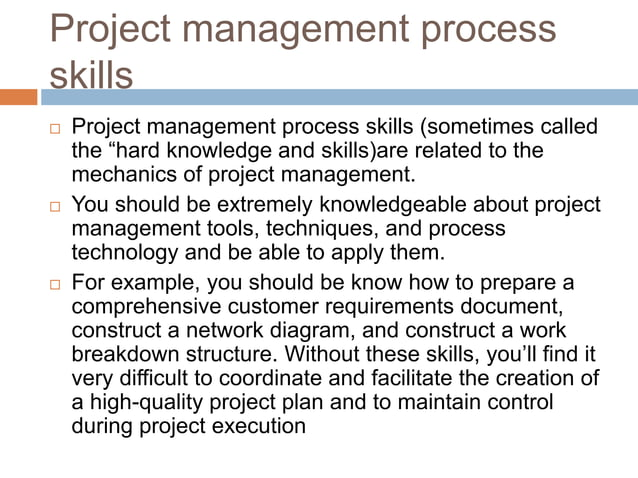 Project management process
skills
Project management process skills (sometimes called
the “hard knowledge and skills)are related to the
mechanics of project management.
You should be extremely knowledgeable about project
management tools, techniques, and process
technology and be able to apply them.
For example, you should be know how to prepare a
comprehensive customer requirements document,
construct a network diagram, and construct a work
breakdown structure. Without these skills, you’ll find it
very difficult to coordinate and facilitate the creation of
a high-quality project plan and to maintain control
during project execution